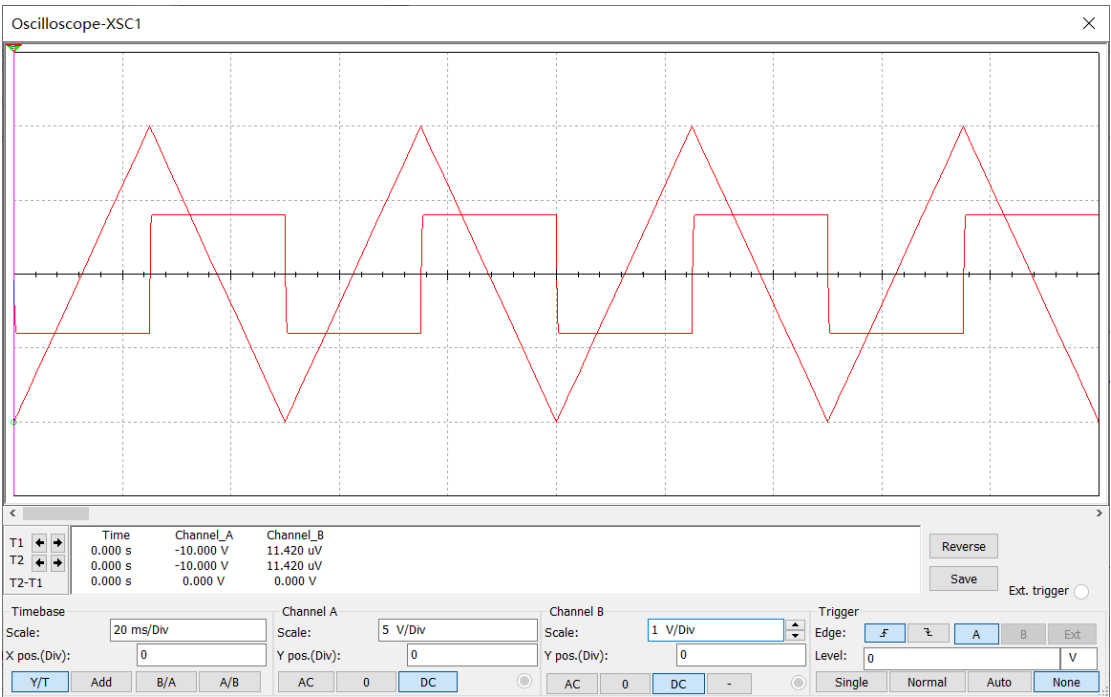 Oscilloscope-XSC1
Time Channel_A Channel_B
T1 0.000 s -10.000 V 11.420 uV
T2 0.000 s -10.000 V 11.420 uV
T2-T1 0.000 s 0.000 V 0.000 V
Reverse
Save
Ext. trigger
Timebase
Scale: 20 ms/Div
X pos.(Div): 0
Y/T Add B/A A/B
Channel A
Scale: 5 V/Div
Y pos.(Div): 0
AC 0 DC
Channel B
Scale: 1 V/Div
Y pos.(Div): 0
AC 0 DC -
Trigger
Edge: A B Ext
Level: 0 V
Single Normal Auto None